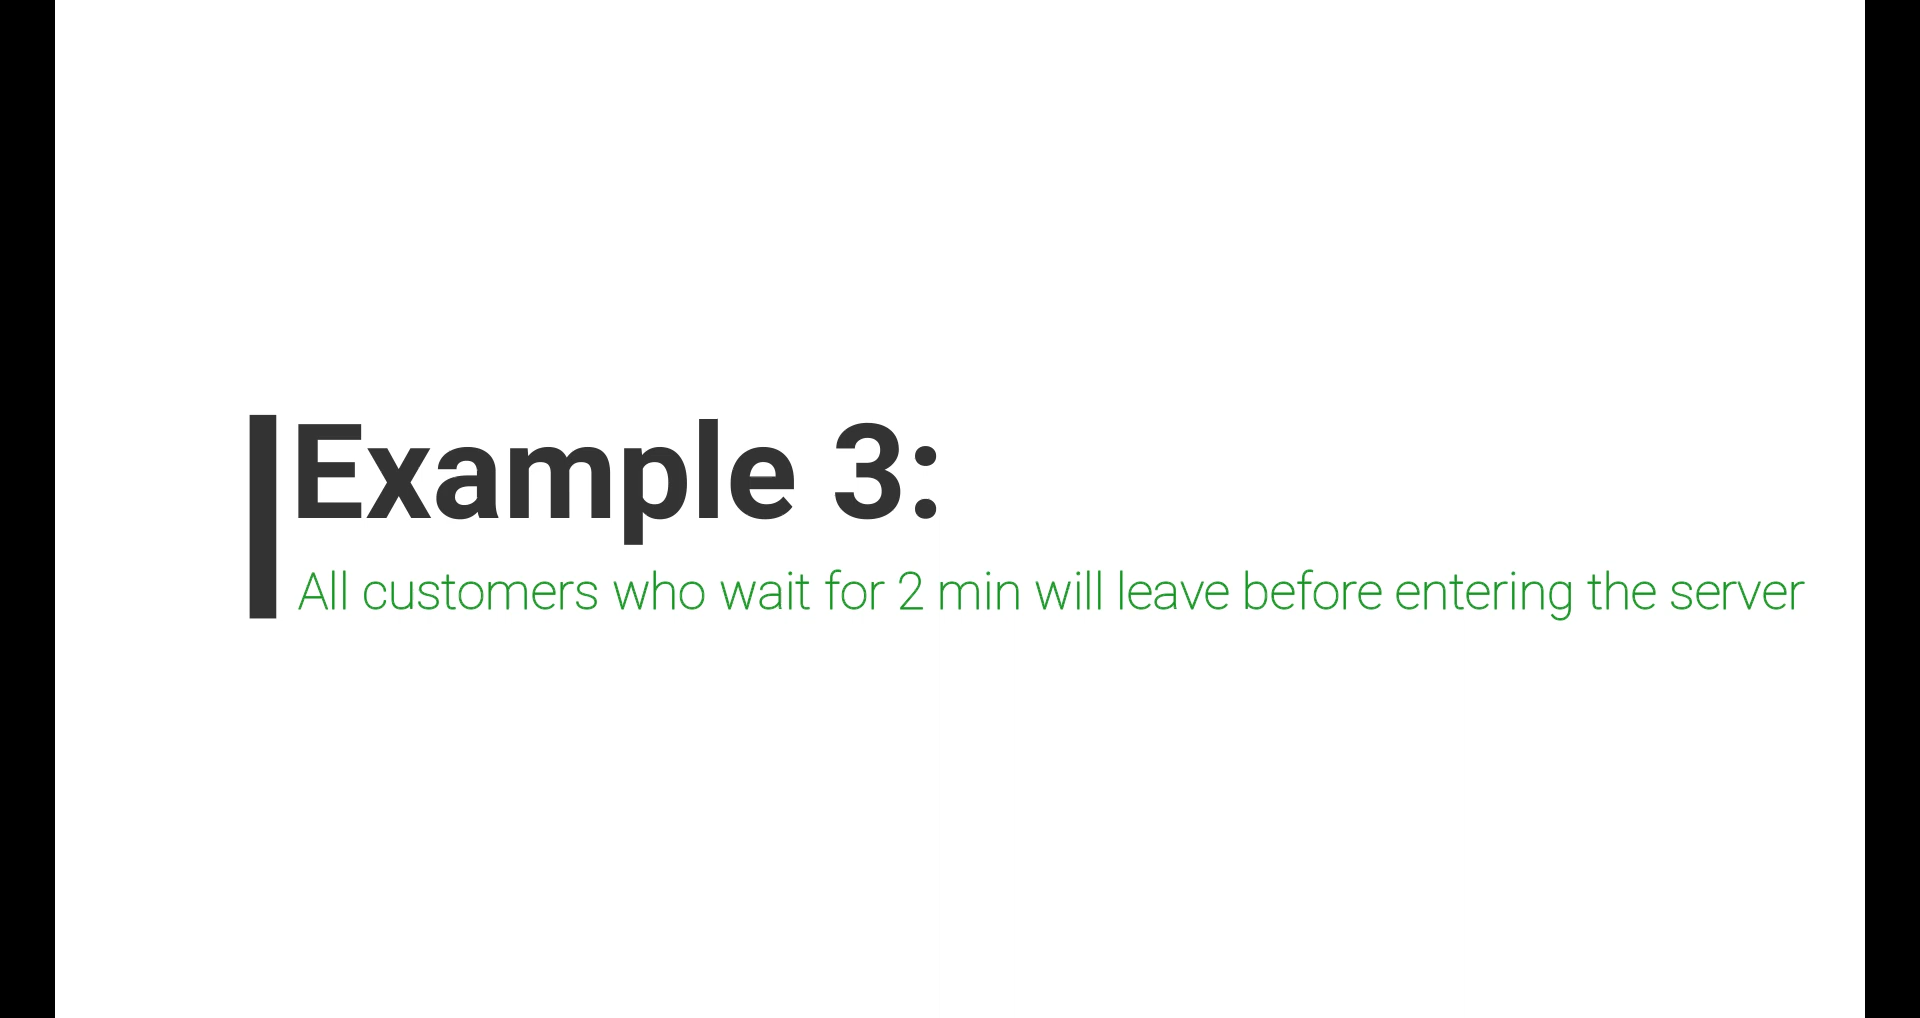 Example 3:
All customers who wait for 2 min will leave before entering the server